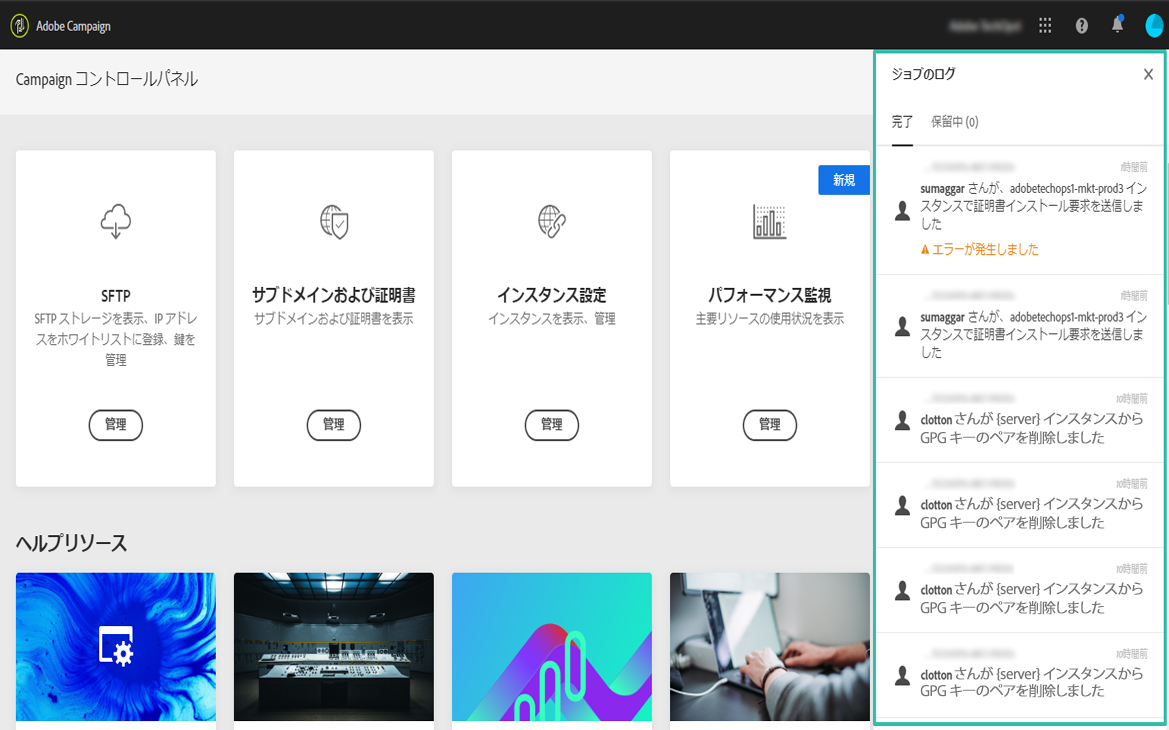 Adobe Campaign
Campaign コントロールパネル
SFTP
SFTP ストレージを表示、IP アドレ
スをホワイトリストに登録、鍵を
管理
管理
サブドメインおよび証明書
サブドメインおよび証明書を表示
管理
インスタンス設定
インスタンスを表示、管理
管理
新規
パフォーマンス監視
主要リソースの使用状況を表示
管理
ヘルプリソース
ジョブのログ
X
完了
保留中 (0)
sumaggar さんが、adobetechops1-mkt-prod3 イン
スタンスで証明書インストール要求を送信しま
した
エラーが発生しました
sumaggar さんが、adobetechops1-mkt-prod3 イン
スタンスで証明書インストール要求を送信しま
した
10時間前
clotton さんが {server} インスタンスから
GPG キーのペアを削除しました
10時間前
clotton さんが {server} インスタンスから
GPG キーのペアを削除しました
10時間前
clotton さんが {server} インスタンスから
GPG キーのペアを削除しました
10時間前
clotton さんが {server} インスタンスから
GPG キーのペアを削除しました